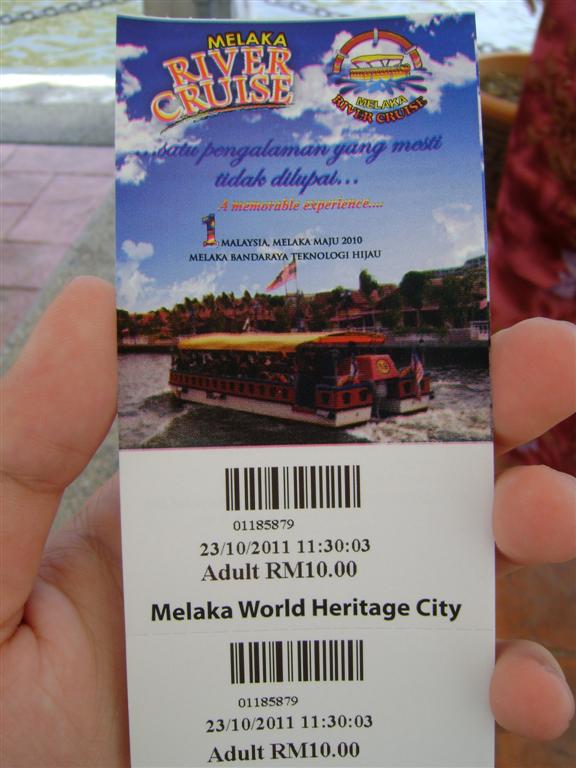 MELAKA
RIVER
CRUISE
MELAKA
RIVER CRUISE
...satu pengalaman yang mesti
tidak dilupai...
A memorable experience....
1 MALAYSIA, MELAKA MAJU 2010
MELAKA BANDARAYA TEKNOLOGI HIJAU
01185879
23/10/2011 11:30:03
Adult RM10.00
Melaka World Heritage City
01185879
23/10/2011 11:30:03
Adult RM10.00